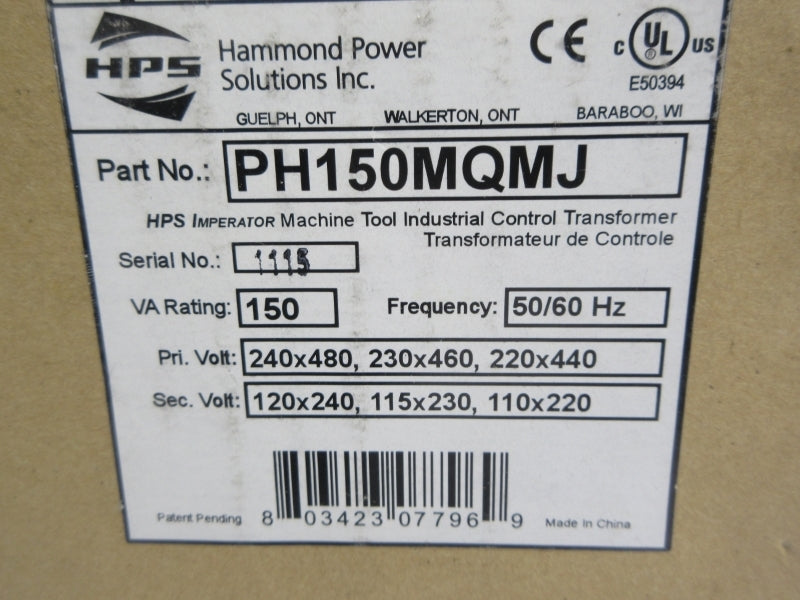 HPS
Hammond Power
Solutions Inc.
CE
c UL® us
E50394
GUELPH, ONT WALKERTON, ONT BARABOO, WI
Part No.: PH150MQMJ
HPS IMPERATOR Machine Tool Industrial Control Transformer
Transformateur de Controle
Serial No.: 1115
VA Rating: 150 Frequency: 50/60 Hz
Pri. Volt: 240x480, 230x460, 220x440
Sec. Volt: 120x240, 115x230, 110x220
Patent Pending 8 03423 07796 9 Made In China